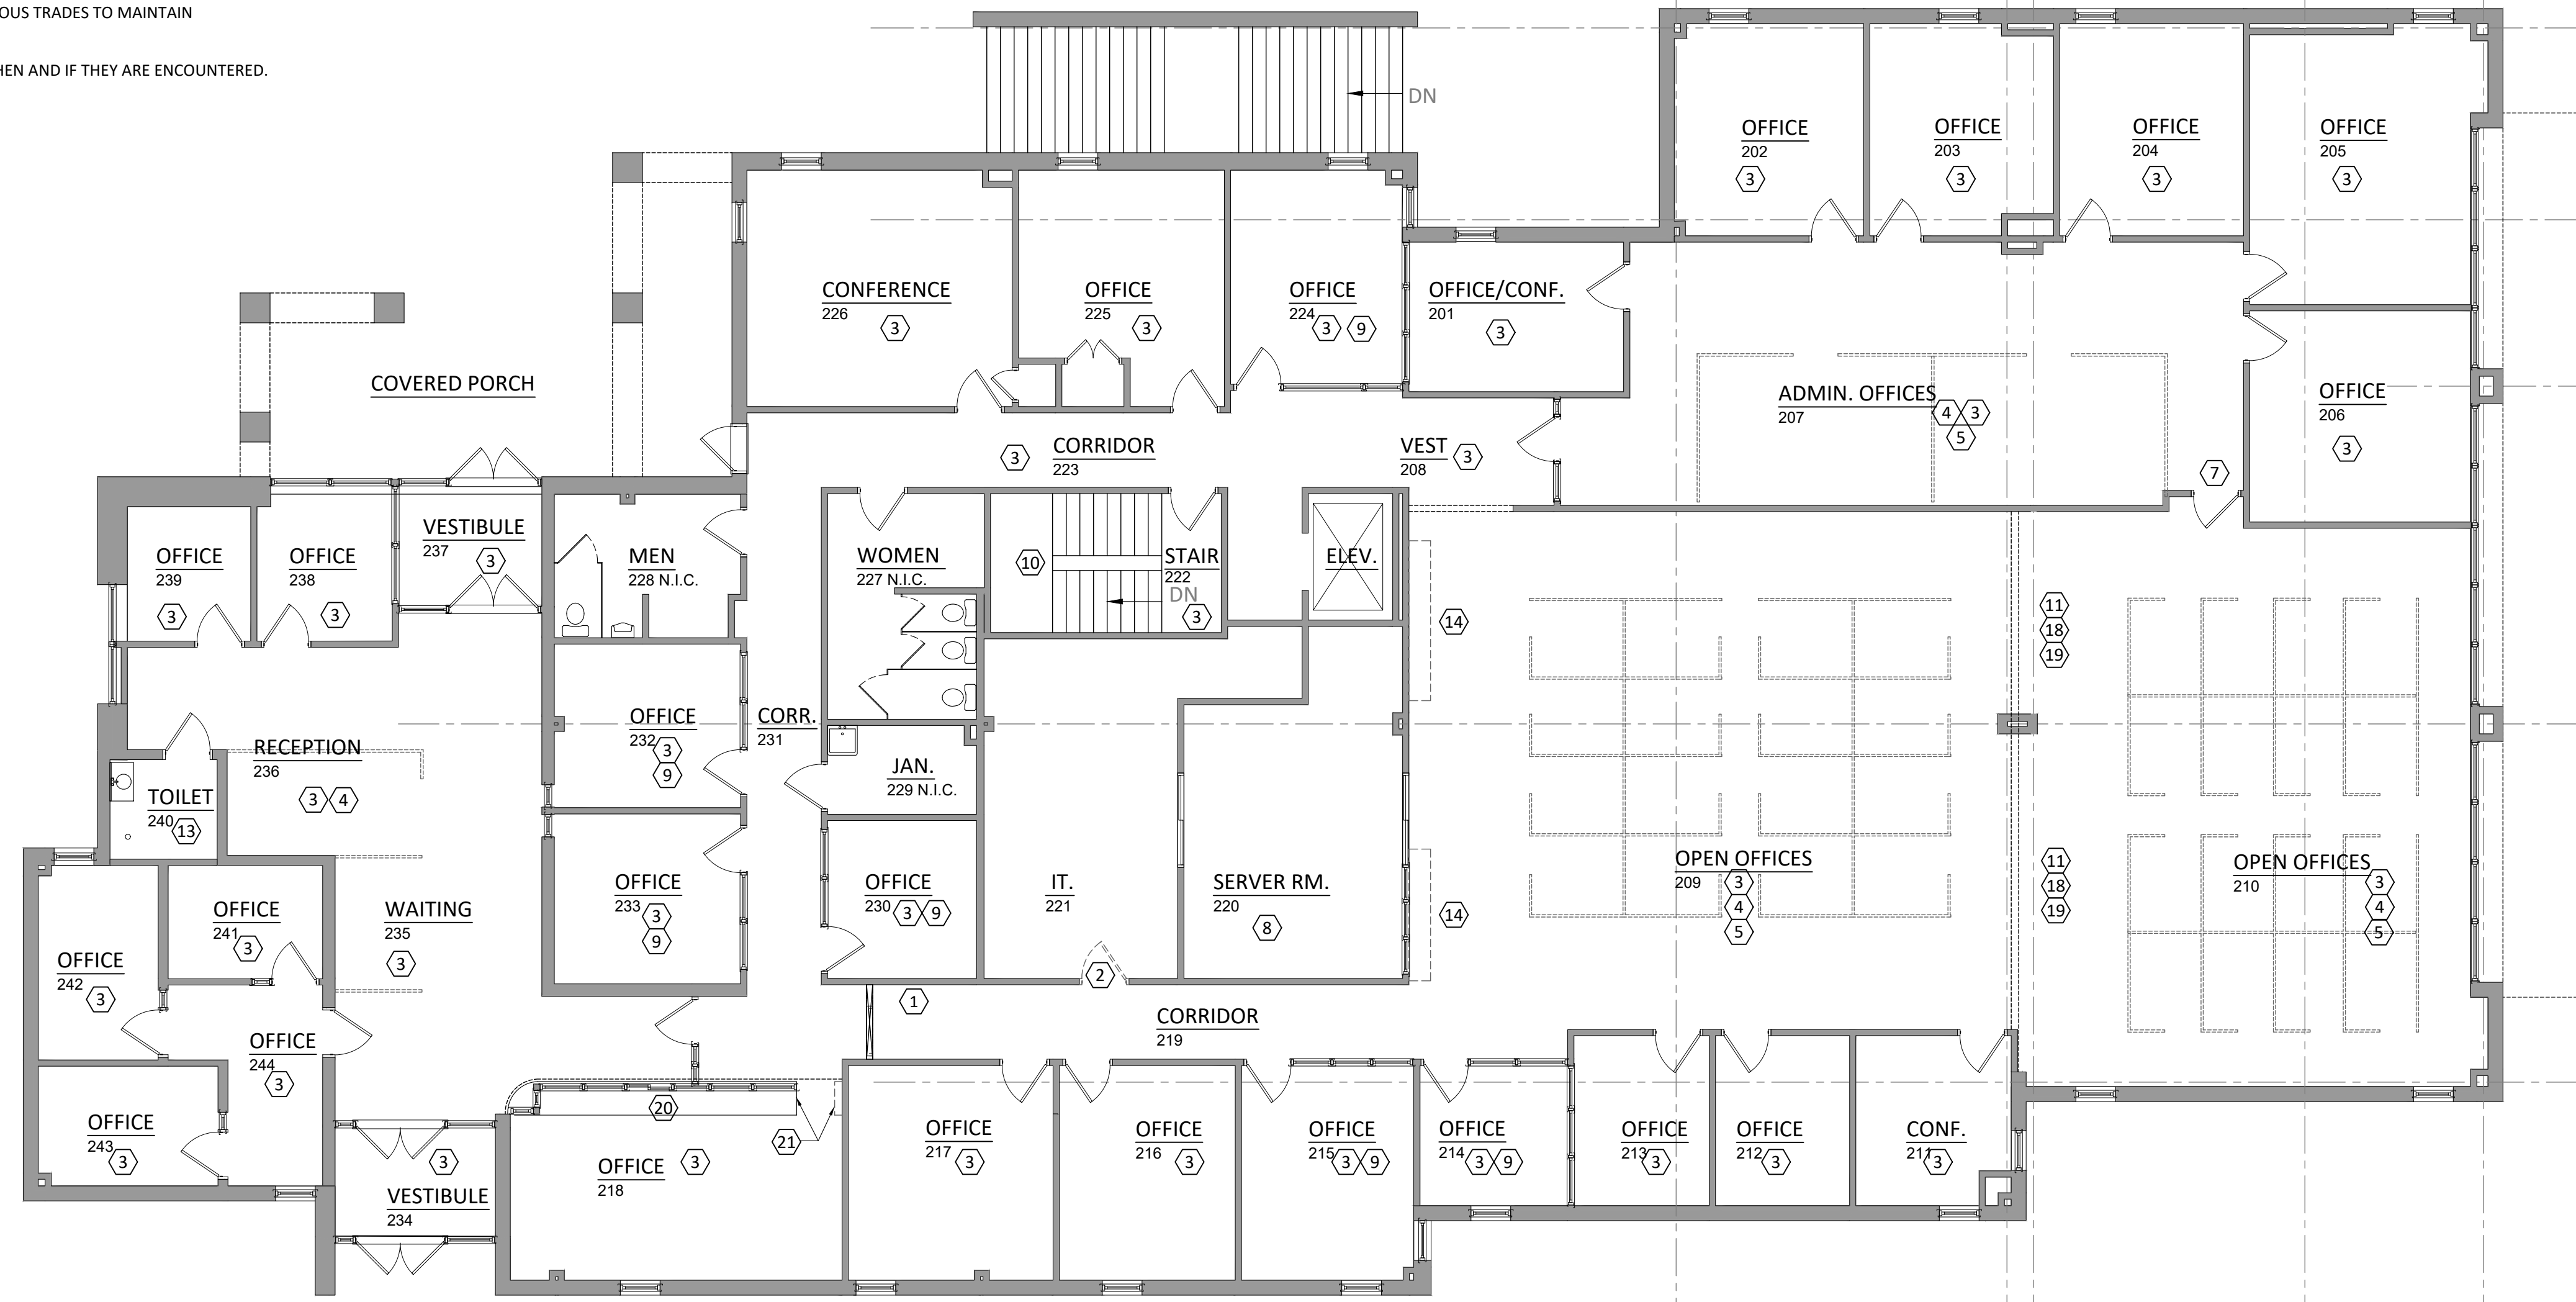 OUS TRADES TO MAINTAIN
HEN AND IF THEY ARE ENCOUNTERED.
DN
OFFICE
202
3
OFFICE
203
3
OFFICE
204
3
OFFICE
205
3
CONFERENCE
226
3
OFFICE
225
3
OFFICE
224
3
9
OFFICE/CONF.
201
3
COVERED PORCH
ADMIN. OFFICES
207
4
3
5
OFFICE
206
3
3
CORRIDOR
223
VEST
208
3
7
OFFICE
239
3
OFFICE
238
3
VESTIBULE
237
3
MEN
228 N.I.C.
WOMEN
227 N.I.C.
10
STAIR
222
DN
3
ELEV.
14
11
18
19
RECEPTION
236
3
4
OFFICE
232
3
9
CORR.
231
JAN.
229 N.I.C.
TOILET
240
13
OFFICE
241
3
WAITING
235
3
OFFICE
233
3
9
OFFICE
230
3
9
IT.
221
2
SERVER RM.
220
8
14
OPEN OFFICES
209
3
4
5
11
18
19
OPEN OFFICES
210
3
4
5
OFFICE
242
3
OFFICE
244
3
1
CORRIDOR
219
OFFICE
243
3
3
VESTIBULE
234
20
21
OFFICE
218
3
OFFICE
217
3
OFFICE
216
3
OFFICE
215
3
9
OFFICE
214
3
9
OFFICE
213
3
OFFICE
212
3
CONF.
211
3